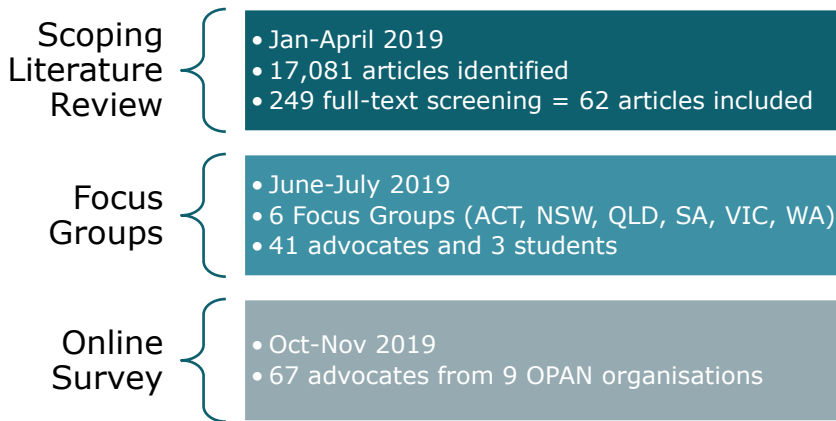 Scoping
Literature
Review
• Jan-April 2019
• 17,081 articles identified
• 249 full-text screening = 62 articles included
Focus
Groups
• June-July 2019
• 6 Focus Groups (ACT, NSW, QLD, SA, VIC, WA)
• 41 advocates and 3 students
Online
Survey
• Oct-Nov 2019
• 67 advocates from 9 OPAN organisations